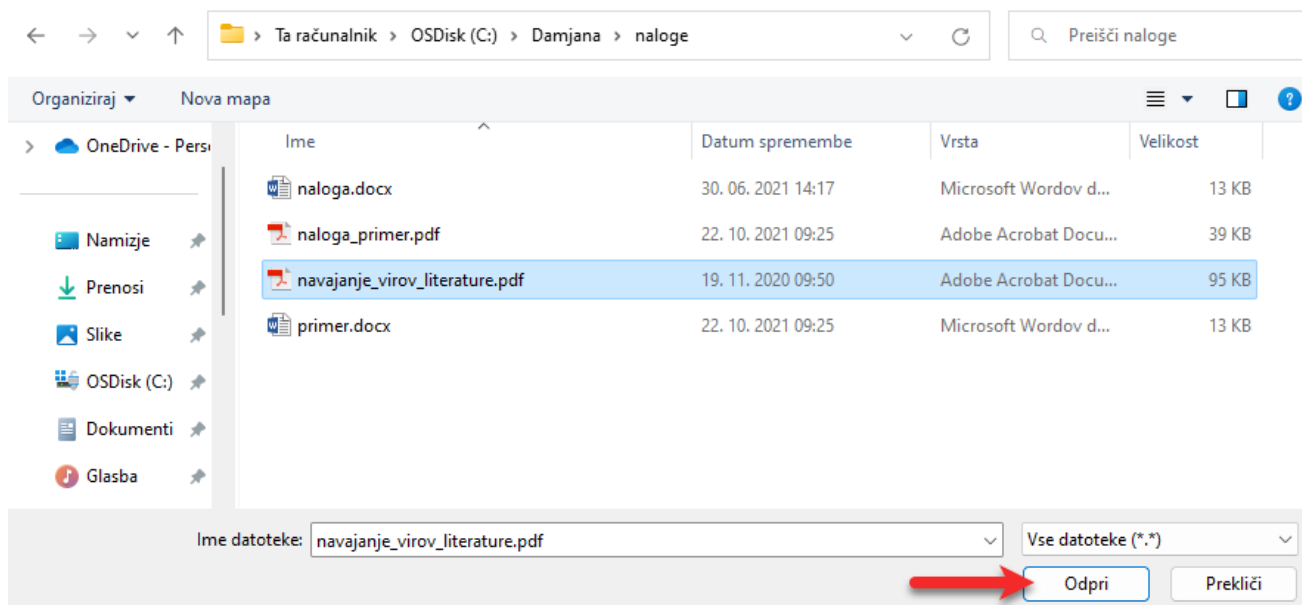 Ta računalnik > OSDisk (C:) > Damjana > naloge
Preišči naloge
Organiziraj
Nova mapa
?
OneDrive - Pers
Ime
Datum spremembe
Vrsta
Velikost
naloga.docx 30. 06. 2021 14:17 Microsoft Wordov d... 13 KB
naloga_primer.pdf 22. 10. 2021 09:25 Adobe Acrobat Docu... 39 KB
navajanje_virov_literature.pdf 19. 11. 2020 09:50 Adobe Acrobat Docu... 95 KB
primer.docx 22. 10. 2021 09:25 Microsoft Wordov d... 13 KB
Namizje
Prenosi
Slike
OSDisk (C:)
Dokumenti
Glasba
Ime datoteke: navajanje_virov_literature.pdf
Vse datoteke (*.*)
Odpri
Prekliči